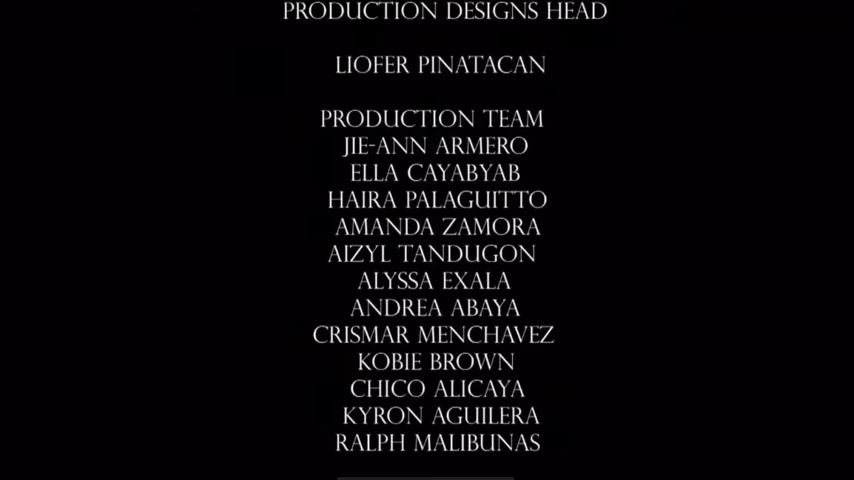 PRODUCTION DESIGNS HEAD
LIOFER PINATACAN
PRODUCTION TEAM
JIE-ANN ARMERO
ELLA CAYABYAB
HAIRA PALAGUITTO
AMANDA ZAMORA
AIZYL TANDUGON
ALYSSA EXALA
ANDREA ABAYA
CRISMAR MENCHAVEZ
KOBIE BROWN
CHICO ALICAYA
KYRON AGUILERA
RALPH MALIBUNAS